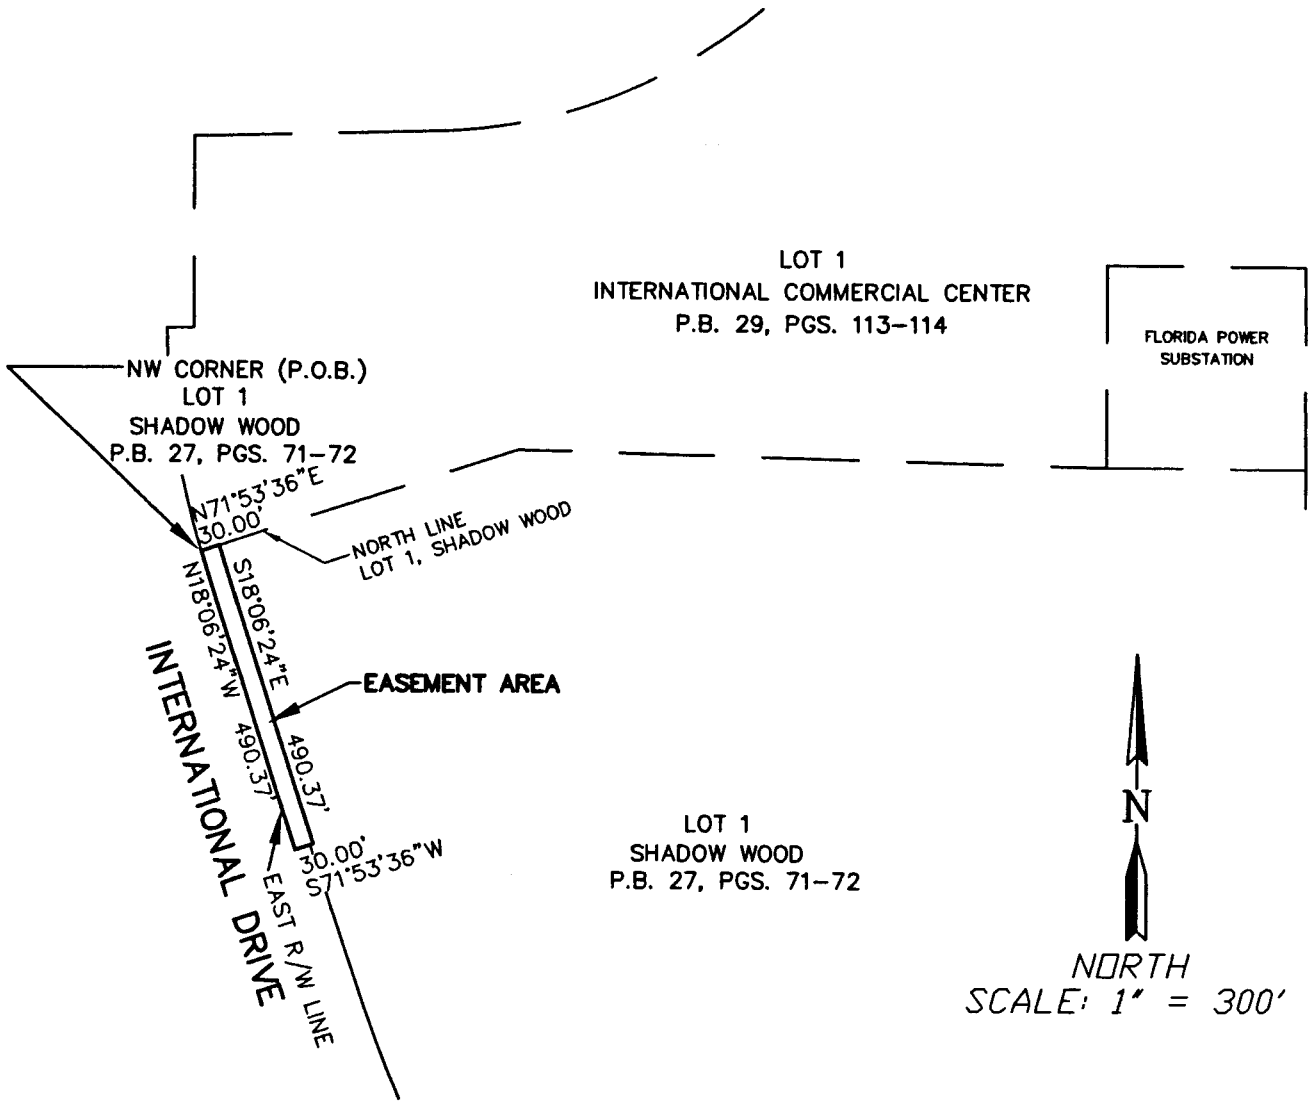 LOT 1
INTERNATIONAL COMMERCIAL CENTER
P.B. 29, PGS. 113-114
FLORIDA POWER
SUBSTATION
NW CORNER (P.O.B.)
LOT 1
SHADOW WOOD
P.B. 27, PGS. 71-72
N71°53'36"E
30.00'
NORTH LINE
LOT 1, SHADOW WOOD
N18°06'24"W 490.37'
S18°06'24"E 490.37'
EASEMENT AREA
INTERNATIONAL DRIVE
30.00'
S71°53'36"W
EAST R/W LINE
LOT 1
SHADOW WOOD
P.B. 27, PGS. 71-72
N
NORTH
SCALE: 1" = 300'